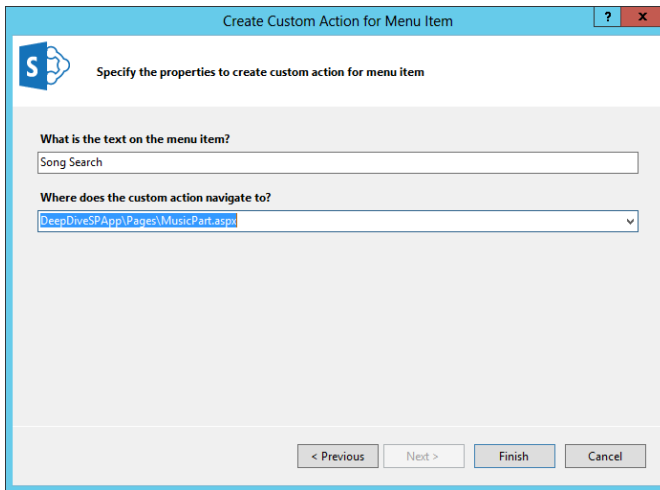 Create Custom Action for Menu Item
? x
S
Specify the properties to create custom action for menu item
What is the text on the menu item?
Song Search
Where does the custom action navigate to?
DeepDiveSPApp\Pages\MusicPart.aspx
< Previous Next > Finish Cancel